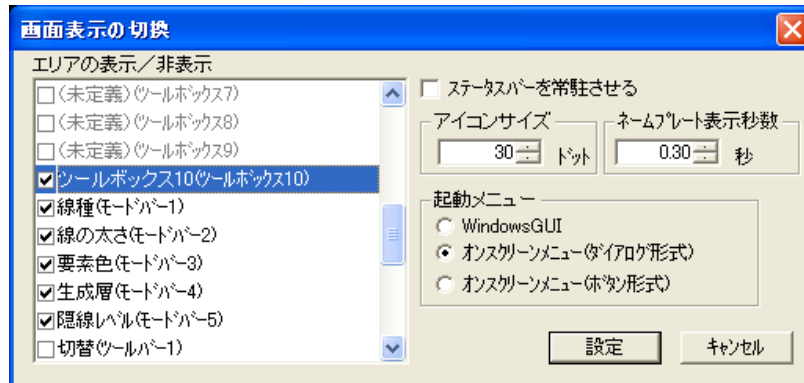 画面表示の切換
エリアの表示／非表示
(未定義)(ﾂｰﾙﾎﾞｯｸｽ7)
(未定義)(ﾂｰﾙﾎﾞｯｸｽ8)
(未定義)(ﾂｰﾙﾎﾞｯｸｽ9)
ツールボックス10(ﾂｰﾙﾎﾞｯｸｽ10)
線種(ﾓｰﾄﾞﾊﾞｰ1)
線の太さ(ﾓｰﾄﾞﾊﾞｰ2)
要素色(ﾓｰﾄﾞﾊﾞｰ3)
生成層(ﾓｰﾄﾞﾊﾞｰ4)
隠線ﾚﾍﾞﾙ(ﾓｰﾄﾞﾊﾞｰ5)
切替(ﾂｰﾙﾊﾞｰ1)
ｽﾃｰﾀｽﾊﾞｰを常駐させる
アイコンサイズ
30 ﾄﾞｯﾄ
ﾈｰﾑﾌﾟﾚｰﾄ表示秒数
0.30 秒
起動メニュー
WindowsGUI
ｵﾝｽｸﾘｰﾝﾒﾆｭｰ(ﾀﾞｲｱﾛｸﾞ形式)
ｵﾝｽｸﾘｰﾝﾒﾆｭｰ(ﾎﾞﾀﾝ形式)
設定
ｷｬﾝｾﾙ